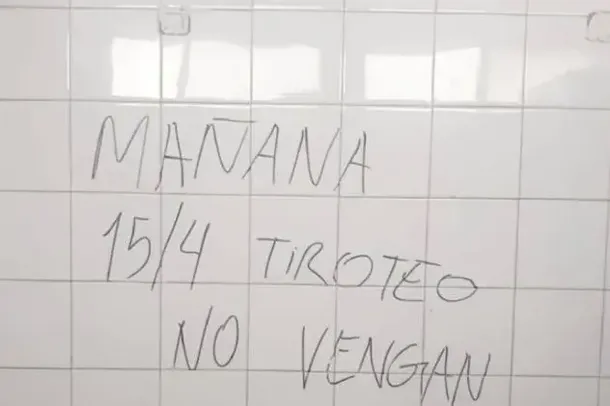 MAÑANA
15/4 TIROTEO
NO VENGAN